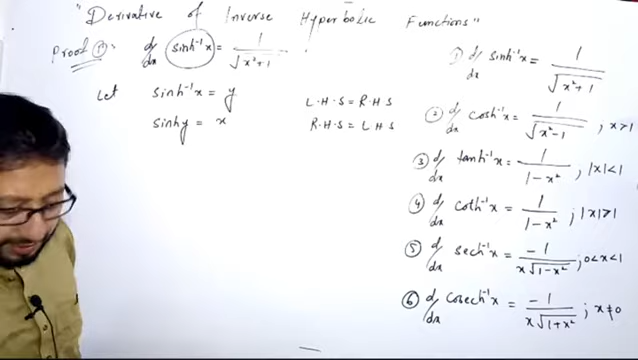 "Derivative of Inverse Hyperbolic Functions"
Proof ①: d/dx sinh⁻¹x = 1/√(x²+1)
Let sinh⁻¹x = y
sinhy = x
L·H·S = R·H·S
R·H·S = L H S
① d/dx sinh⁻¹x = 1/√(x²+1)
② d/dx cosh⁻¹x = 1/√(x²-1) , x>1
③ d/dx tanh⁻¹x = 1/(1-x²) ; |x|<1
④ d/dx coth⁻¹x = 1/(1-x²) ; |x|>1
⑤ d/dx sech⁻¹x = -1/(x√(1-x²)) ; 0<x<1
⑥ d/dx cosech⁻¹x = -1/(x√(1+x²)) ; x≠0